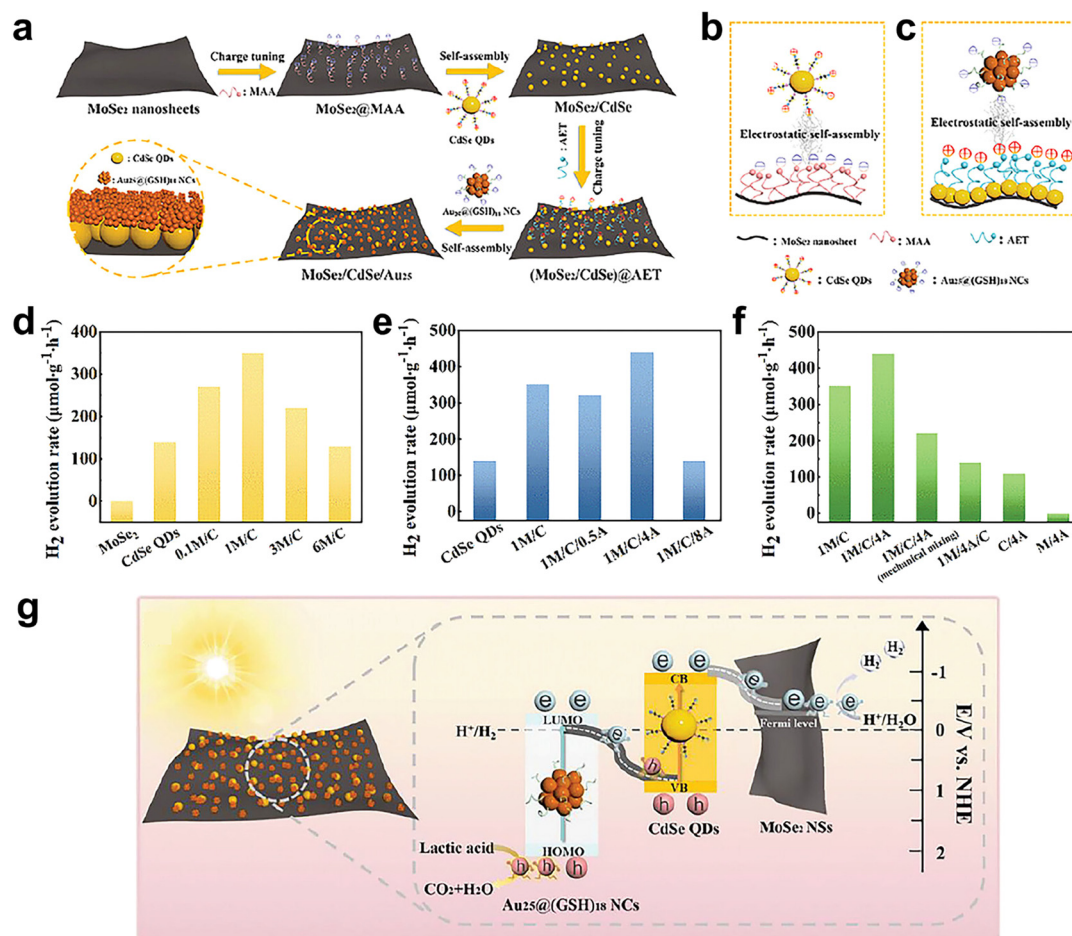 a
MoSe₂ nanosheets
Charge tuning
: MAA
MoSe₂@MAA
Self-assembly
CdSe QDs
MoSe₂/CdSe
: AET
Charge tuning
(MoSe₂/CdSe)@AET
Au₂₅@(GSH)₁₈ NCs
Self-assembly
MoSe₂/CdSe/Au₂₅
: CdSe QDs
: Au₂₅@(GSH)₁₈ NCs
b
Electrostatic self-assembly
c
Electrostatic self-assembly
: MoSe₂ nanosheet
: MAA
: AET
: CdSe QDs
: Au₂₅@(GSH)₁₈ NCs
d
H₂ evolution rate (μmol·g⁻¹·h⁻¹)
400
300
200
100
0
MoSe₂
CdSe QDs
0.1M/C
1M/C
3M/C
6M/C
e
H₂ evolution rate (μmol·g⁻¹·h⁻¹)
500
400
300
200
100
0
CdSe QDs
1M/C
1M/C/0.5A
1M/C/4A
1M/C/8A
f
H₂ evolution rate (μmol·g⁻¹·h⁻¹)
500
400
300
200
100
0
1M/C
1M/C/4A
1M/C/4A
(mechanical mixing)
1M/4A/C
C/4A
M/4A
g
H⁺/H₂
e e
LUMO
e
HOMO
h h h
Lactic acid
CO₂+H₂O
Au₂₅@(GSH)₁₈ NCs
e e
CB
h
VB
h h
CdSe QDs
e
e e e
Fermi level
MoSe₂ NSs
H₂ H₂
H⁺/H₂O
-1
0
1
2
E/V vs. NHE